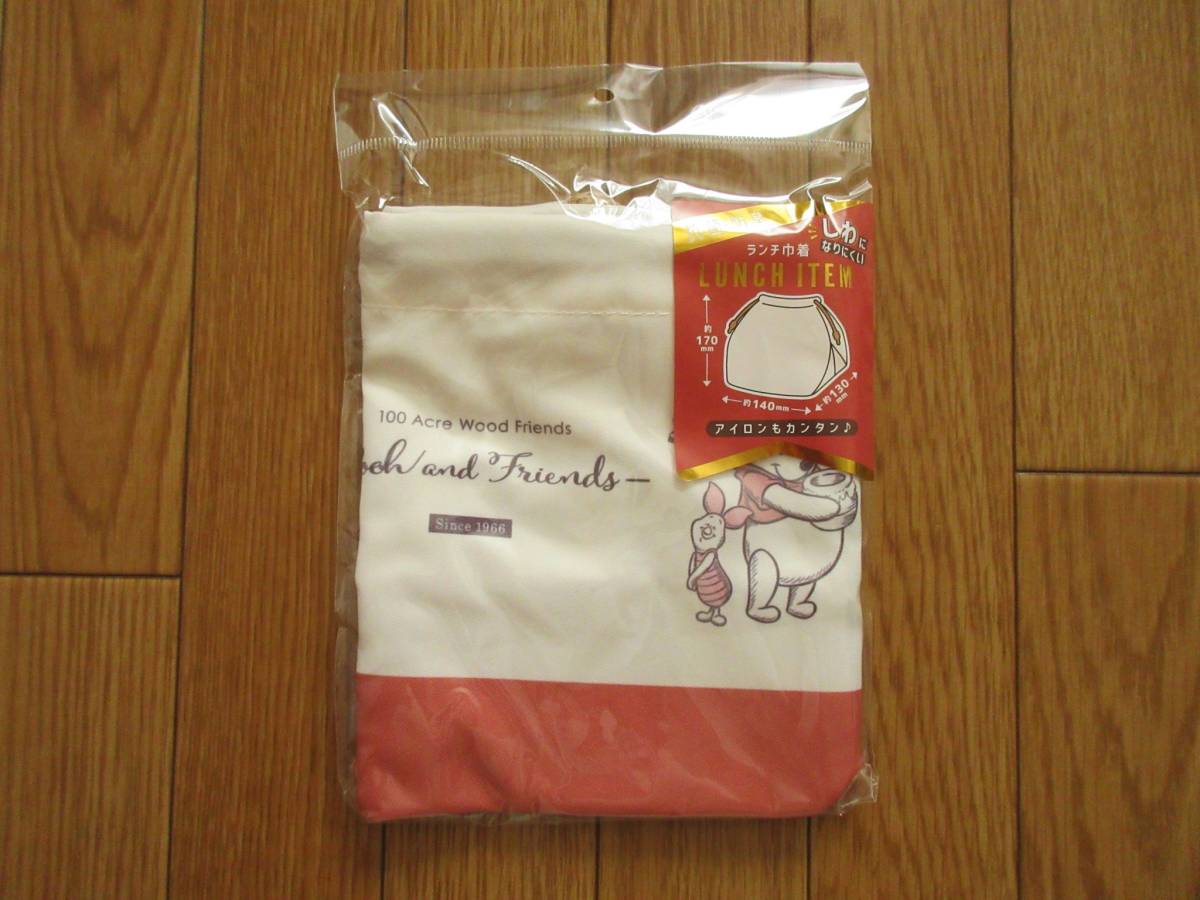 しわに
なりにくい
ランチ巾着
LUNCH ITEM
約
170
mm
約140mm
約130
mm
アイロンもカンタン♪
100 Acre Wood Friends
ooh and Friends —
Since 1966